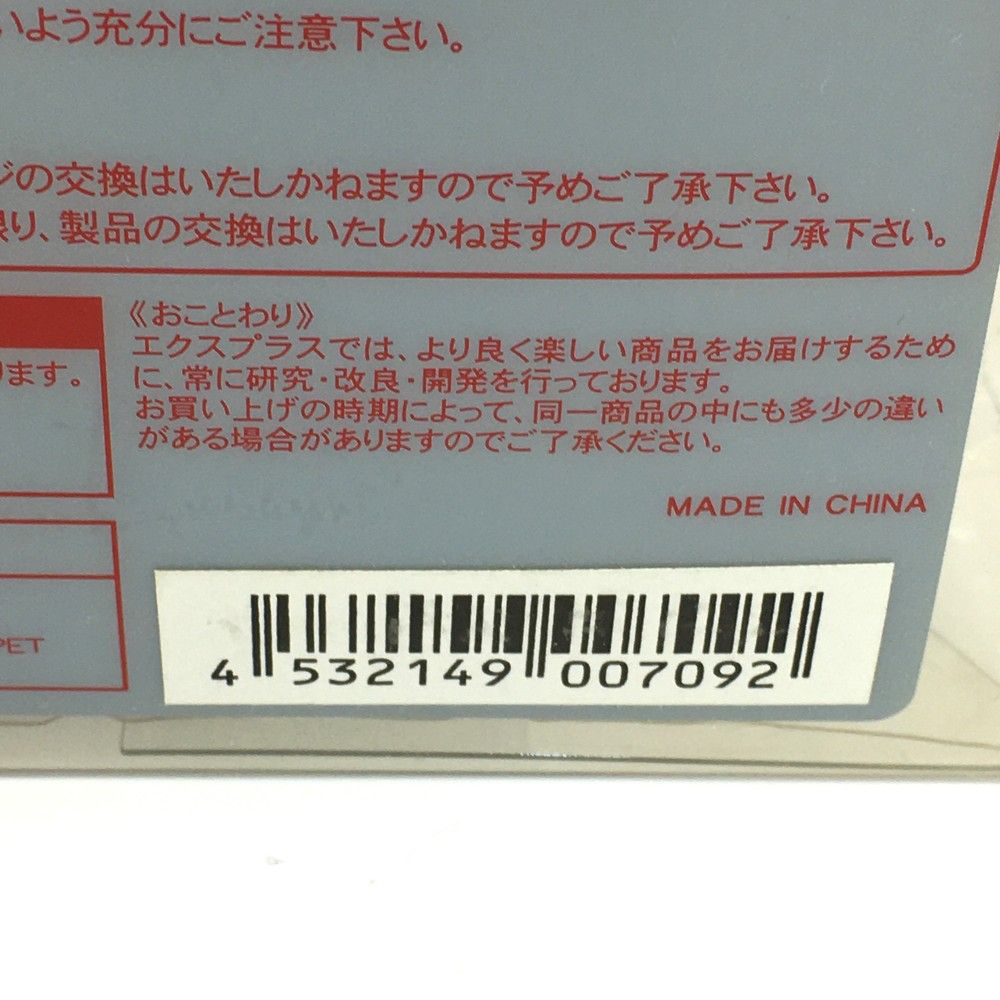 いよう充分にご注意下さい。
ジの交換はいたしかねますので予めご了承下さい。
限り、製品の交換はいたしかねますので予めご了承下さい。
《おことわり》
ります。
エクスプラスでは、より良く楽しい商品をお届けするため
に、常に研究・改良・開発を行っております。
お買い上げの時期によって、同一商品の中にも多少の違い
がある場合がありますのでご了承ください。
MADE IN CHINA
PET
4 532149 007092